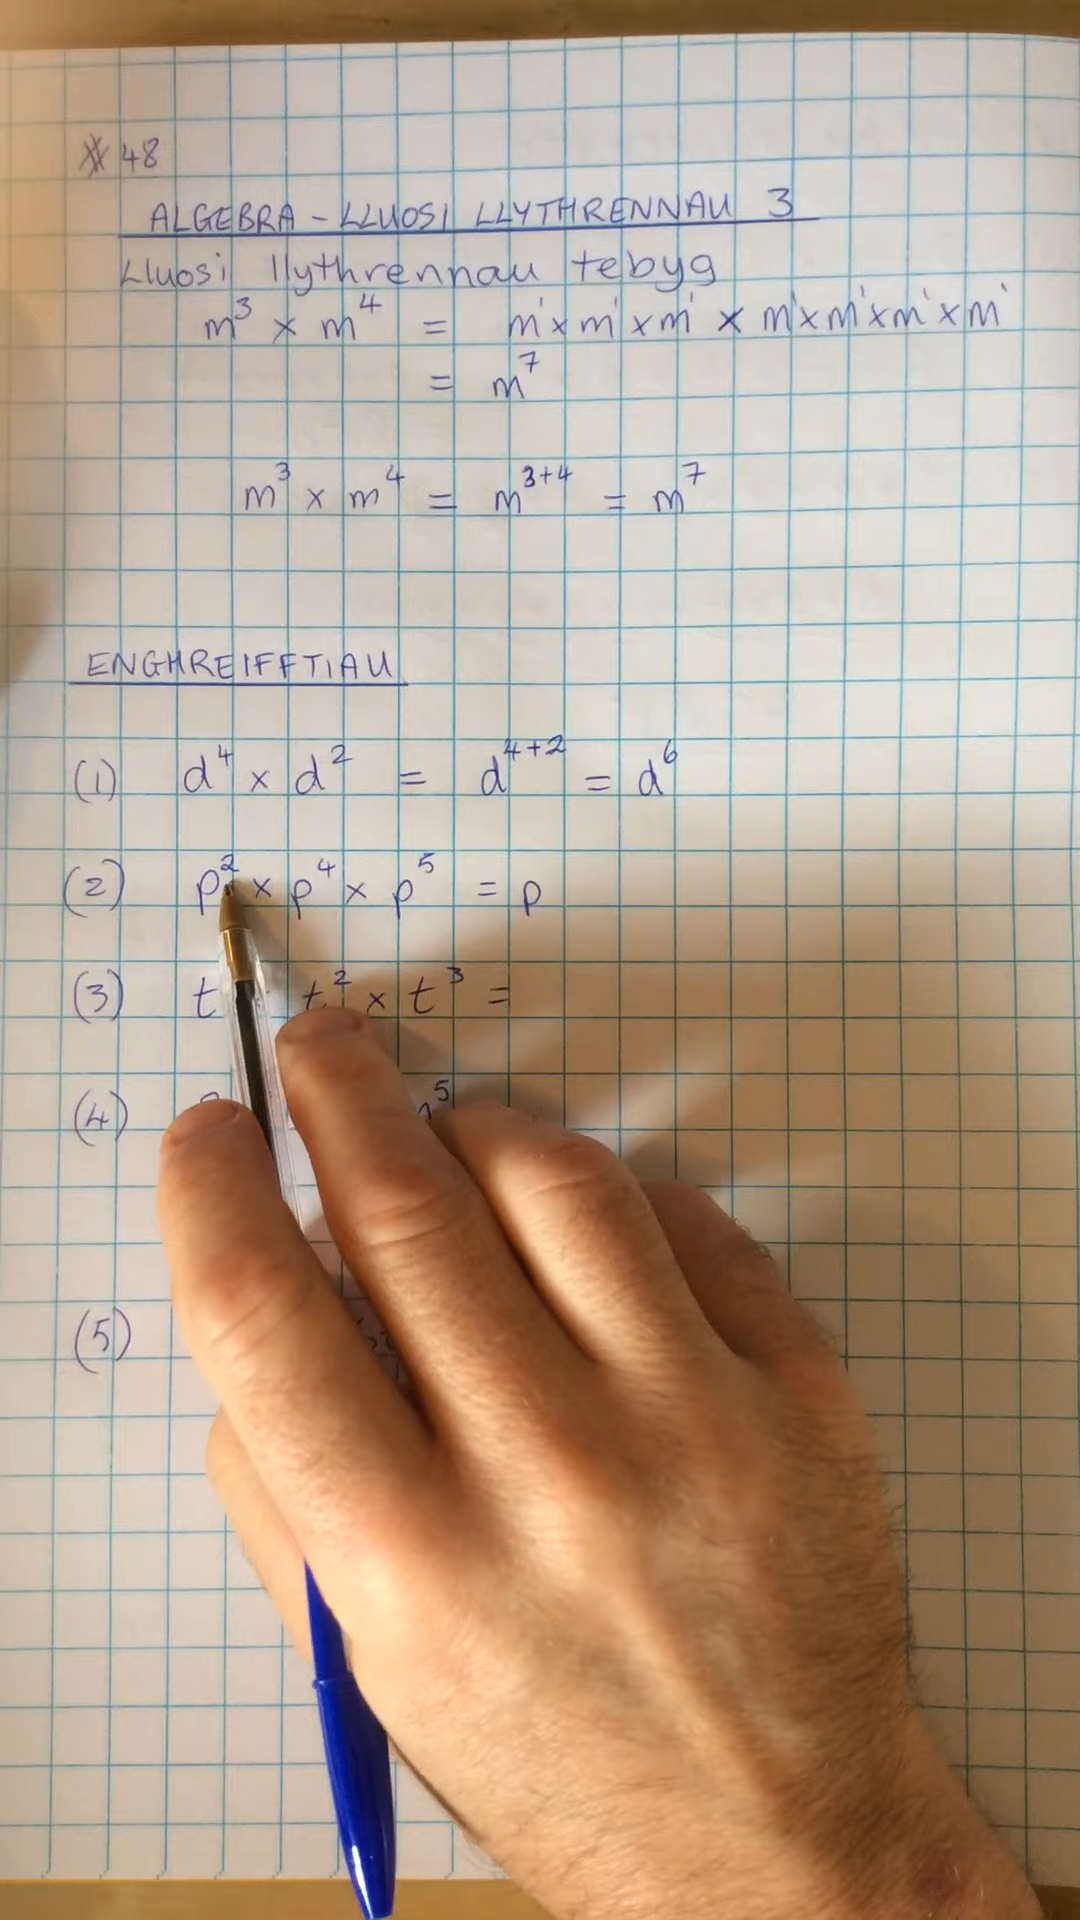 # 48
ALGEBRA - LLUOSI LLYTHRENNAU 3
Lluosi llythrennau tebyg
m³ × m⁴ = m¹ × m¹ × m¹ × m¹ × m¹ × m¹ × m¹
= m⁷
m³ × m⁴ = m³⁺⁴ = m⁷
ENGHREIFFTIAU
(1) d⁴ × d² = d⁴⁺² = d⁶
(2) p² × p⁴ × p⁵ = p
(3) t t² × t³ =
(4) ⁵
(5)